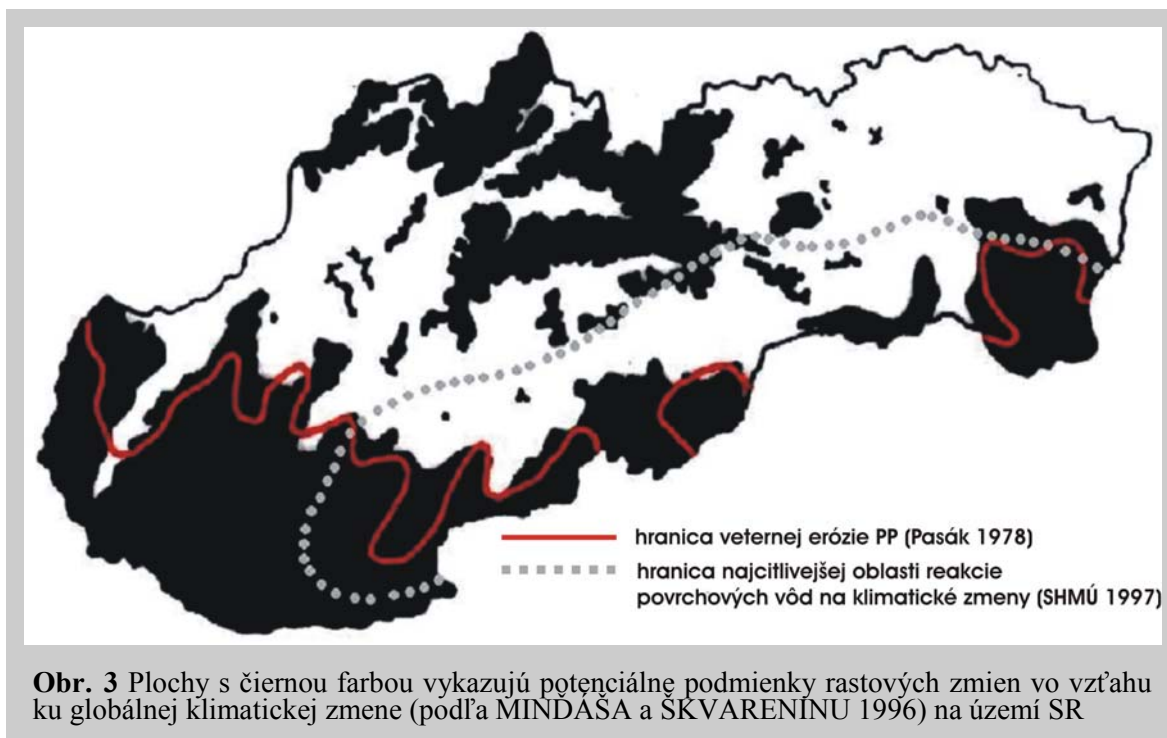 hranica veternej erózie PP (Pasák 1978)
hranica najcitlivejšej oblasti reakcie
povrchových vôd na klimatické zmeny (SHMÚ 1997)
Obr. 3 Plochy s čiernou farbou vykazujú potenciálne podmienky rastových zmien vo vzťahu
ku globálnej klimatickej zmene (podľa MINĎÁŠA a ŠKVARENINU 1996) na území SR